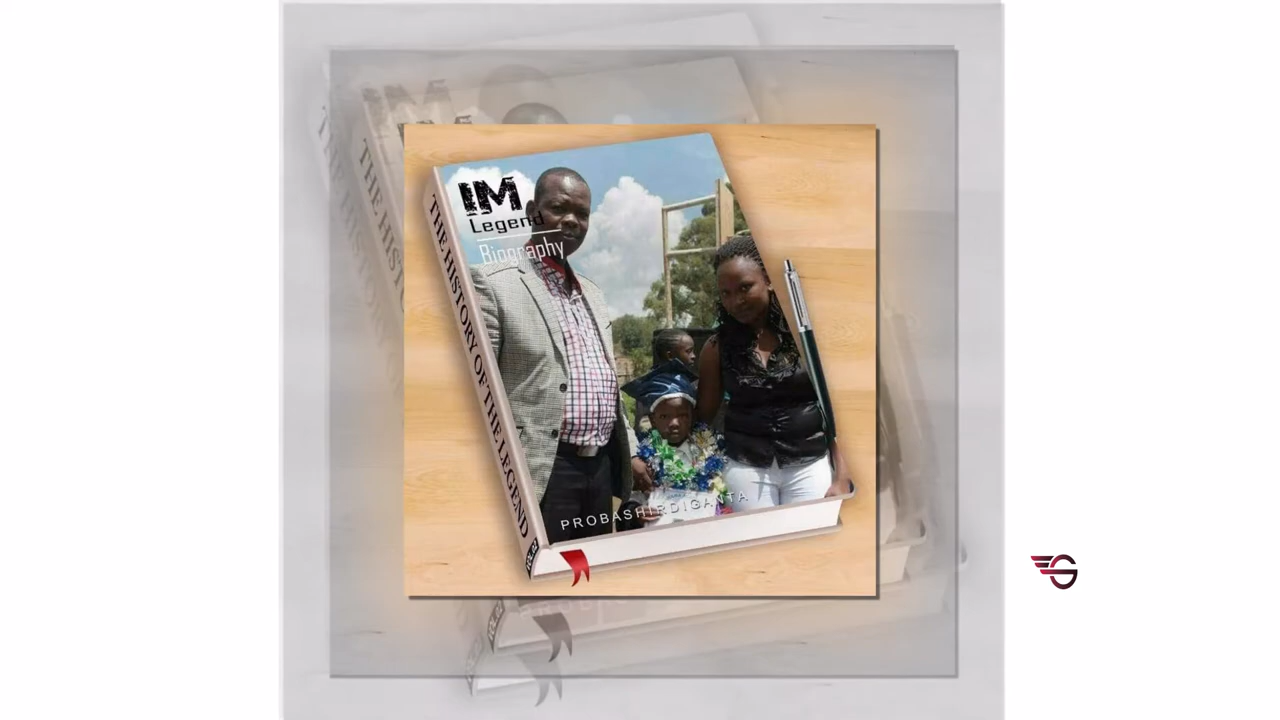 IM
Legend
Biography
THE HISTORY OF THE LEGEND
PROBASHIRDIGANTA